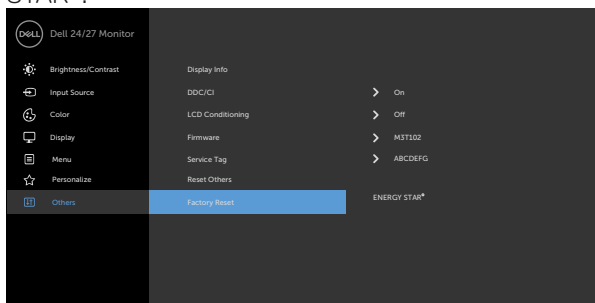 STAR®.
DELL Dell 24/27 Monitor
Brightness/Contrast Display Info
Input Source DDC/CI On
Color LCD Conditioning Off
Display Firmware M3T102
Menu Service Tag ABCDEFG
Personalize Reset Others
Others Factory Reset ENERGY STAR®